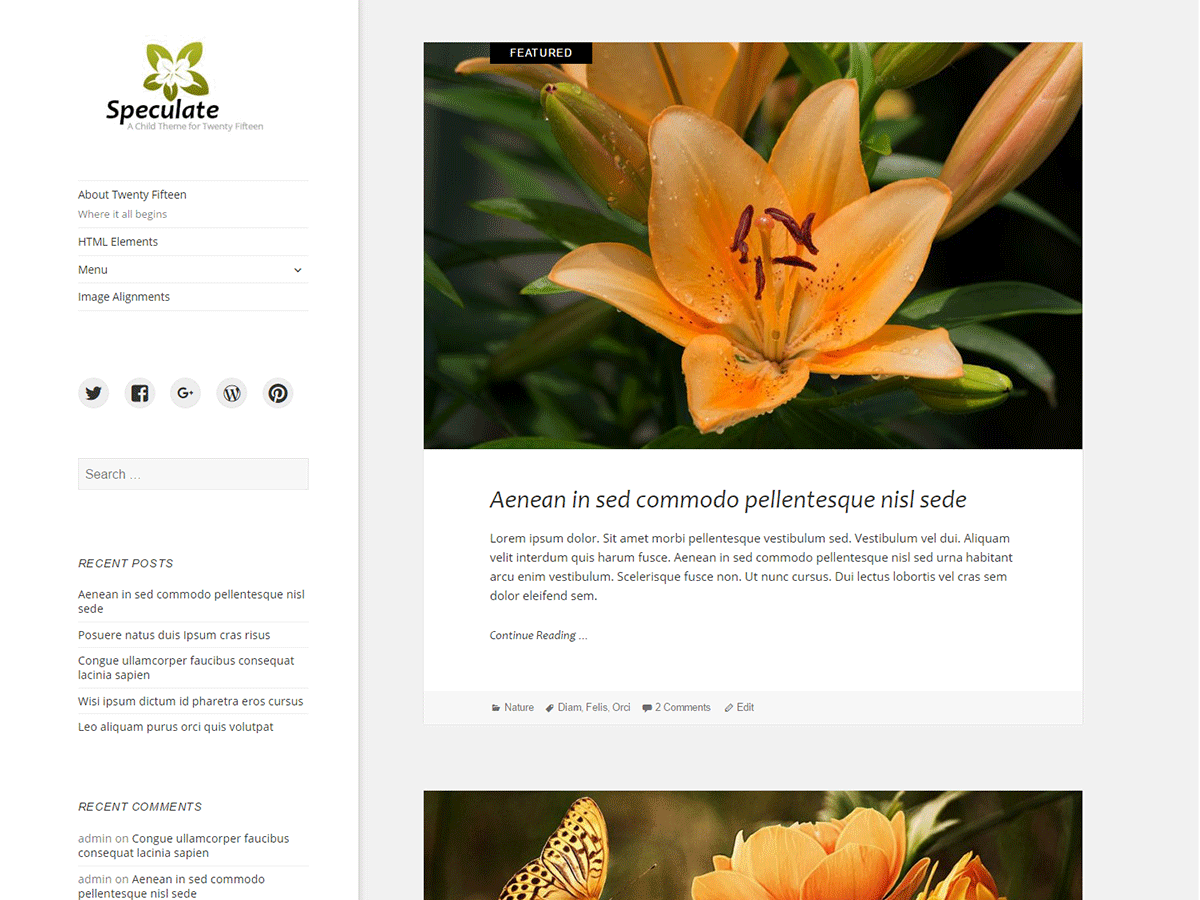 Speculate
A Child Theme for Twenty Fifteen
About Twenty Fifteen
Where it all begins
HTML Elements
Menu
Image Alignments
Search ...
RECENT POSTS
Aenean in sed commodo pellentesque nisl
sede
Posuere natus duis Ipsum cras risus
Congue ullamcorper faucibus consequat
lacinia sapien
Wisi ipsum dictum id pharetra eros cursus
Leo aliquam purus orci quis volutpat
RECENT COMMENTS
admin on Congue ullamcorper faucibus
consequat lacinia sapien
admin on Aenean in sed commodo
pellentesque nisl sede
FEATURED
Aenean in sed commodo pellentesque nisl sede
Lorem ipsum dolor. Sit amet morbi pellentesque vestibulum sed. Vestibulum vel dui. Aliquam
velit interdum quis harum fusce. Aenean in sed commodo pellentesque nisl sed urna habitant
arcu enim vestibulum. Scelerisque fusce non. Ut nunc cursus. Dui lectus lobortis vel cras sem
dolor eleifend sem.
Continue Reading ...
Nature Diam, Felis, Orci 2 Comments Edit